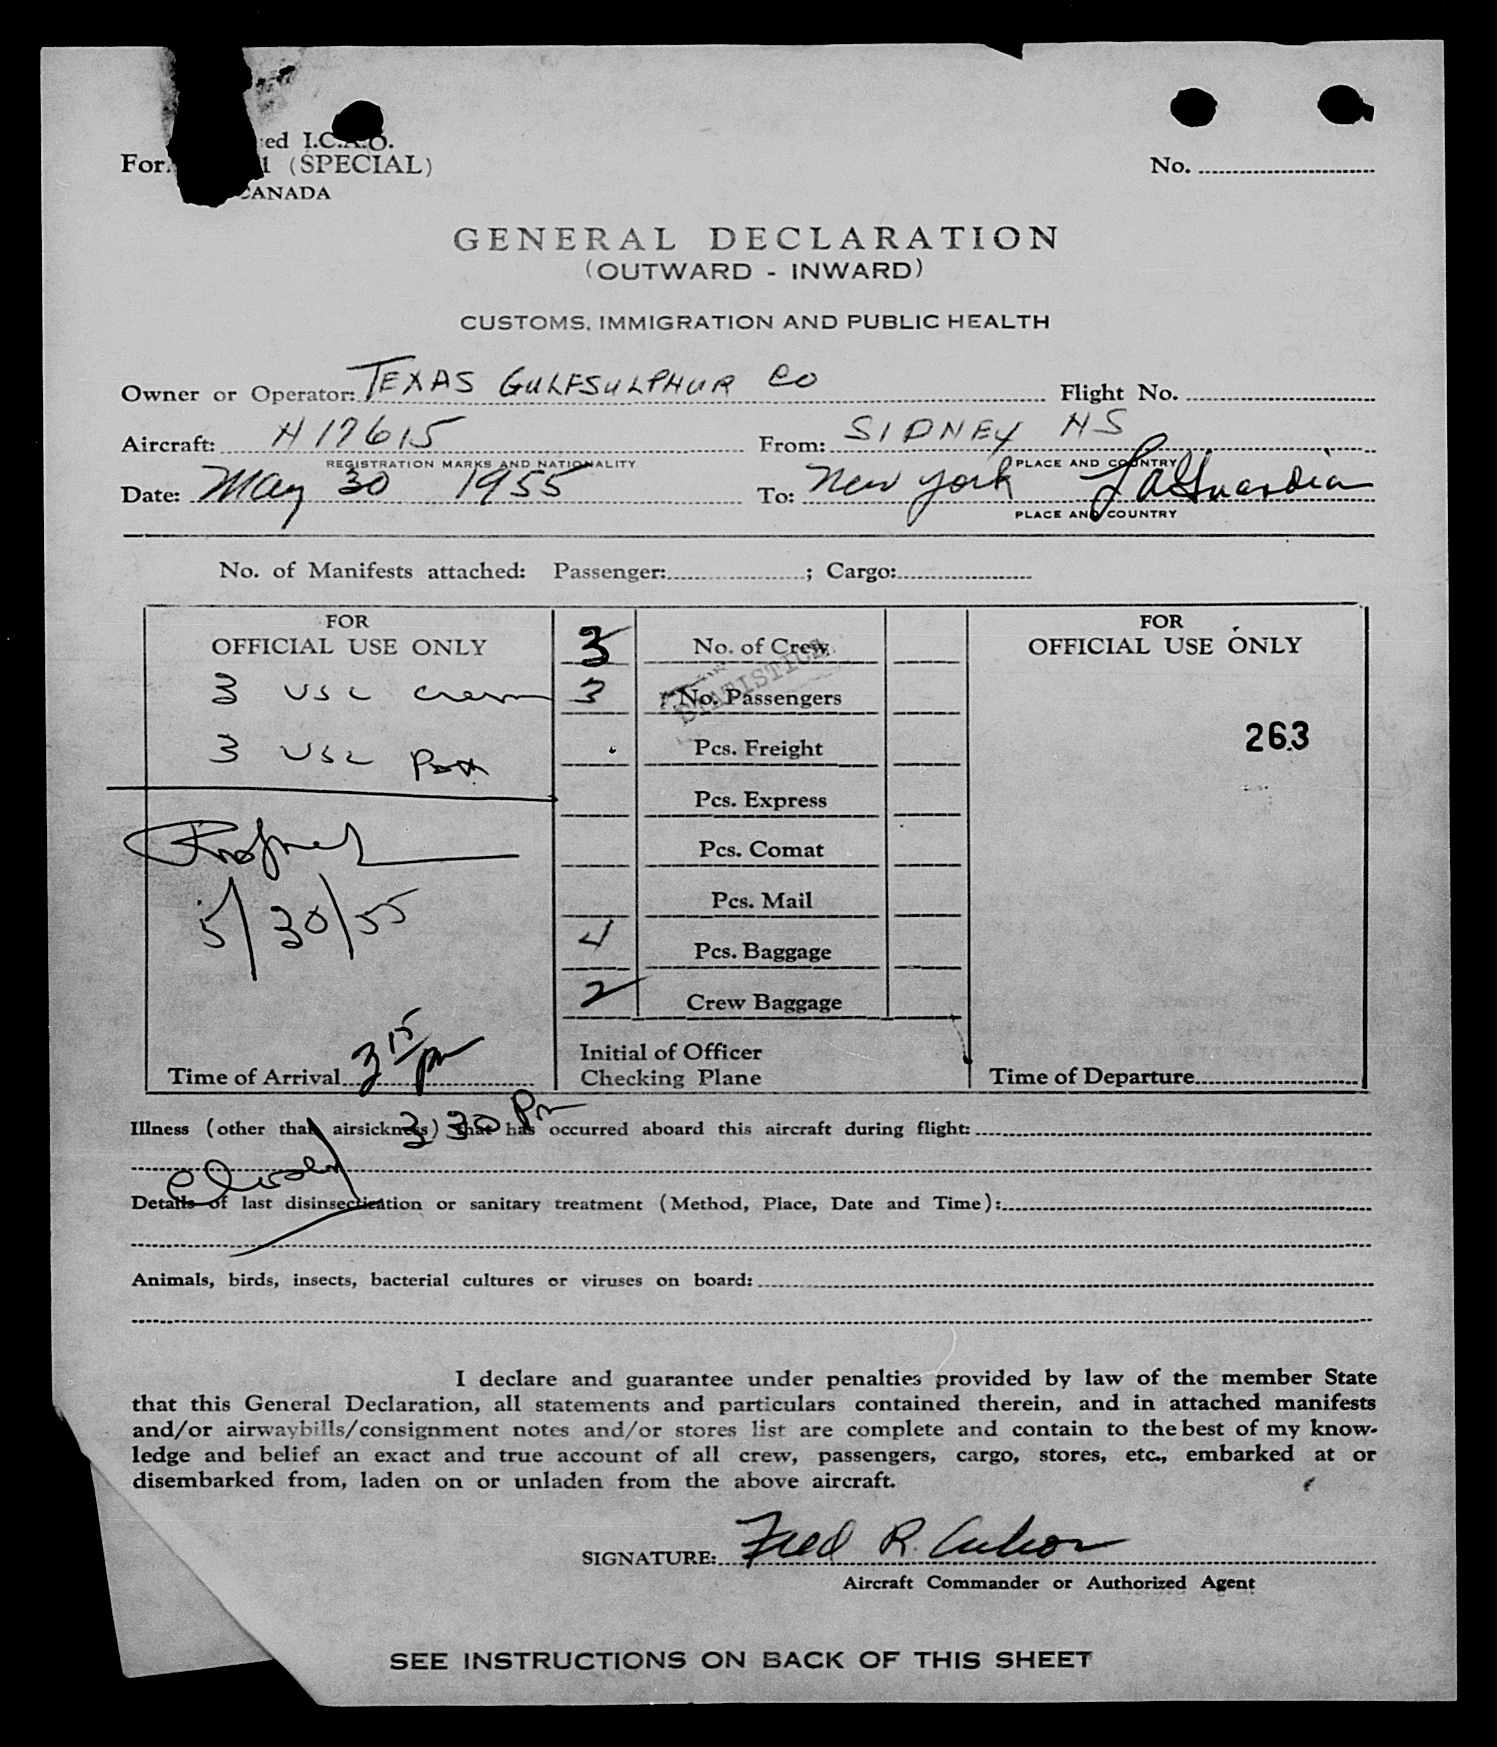 ced I.C.A.O.
For 1 (SPECIAL)
CANADA
No.
GENERAL DECLARATION
(OUTWARD - INWARD)
CUSTOMS, IMMIGRATION AND PUBLIC HEALTH
Owner or Operator: TEXAS GULFSULPHUR CO Flight No.
Aircraft: N17615 From: SIDNEY NS
REGISTRATION MARKS AND NATIONALITY PLACE AND COUNTRY
Date: May 30 1955 To: New York LaGuardia
PLACE AND COUNTRY
No. of Manifests attached: Passenger: ; Cargo:
FOR
OFFICIAL USE ONLY
3 USC crew
3 USC
5/30/55
Time of Arrival 3 15 pm
3 30 Pm
3 No. of Crew
3 No. Passengers
STATISTICS
Pcs. Freight
Pcs. Express
Pcs. Comat
Pcs. Mail
4 Pcs. Baggage
2 Crew Baggage
Initial of Officer
Checking Plane
FOR
OFFICIAL USE ONLY
263
Time of Departure
Illness (other than airsickness) that has occurred aboard this aircraft during flight:
Details of last disinsectication or sanitary treatment (Method, Place, Date and Time):
Animals, birds, insects, bacterial cultures or viruses on board:
I declare and guarantee under penalties provided by law of the member State
that this General Declaration, all statements and particulars contained therein, and in attached manifests
and/or airwaybills/consignment notes and/or stores list are complete and contain to the best of my know-
ledge and belief an exact and true account of all crew, passengers, cargo, stores, etc., embarked at or
disembarked from, laden on or unladen from the above aircraft.
SIGNATURE: Fred R.
Aircraft Commander or Authorized Agent
SEE INSTRUCTIONS ON BACK OF THIS SHEET